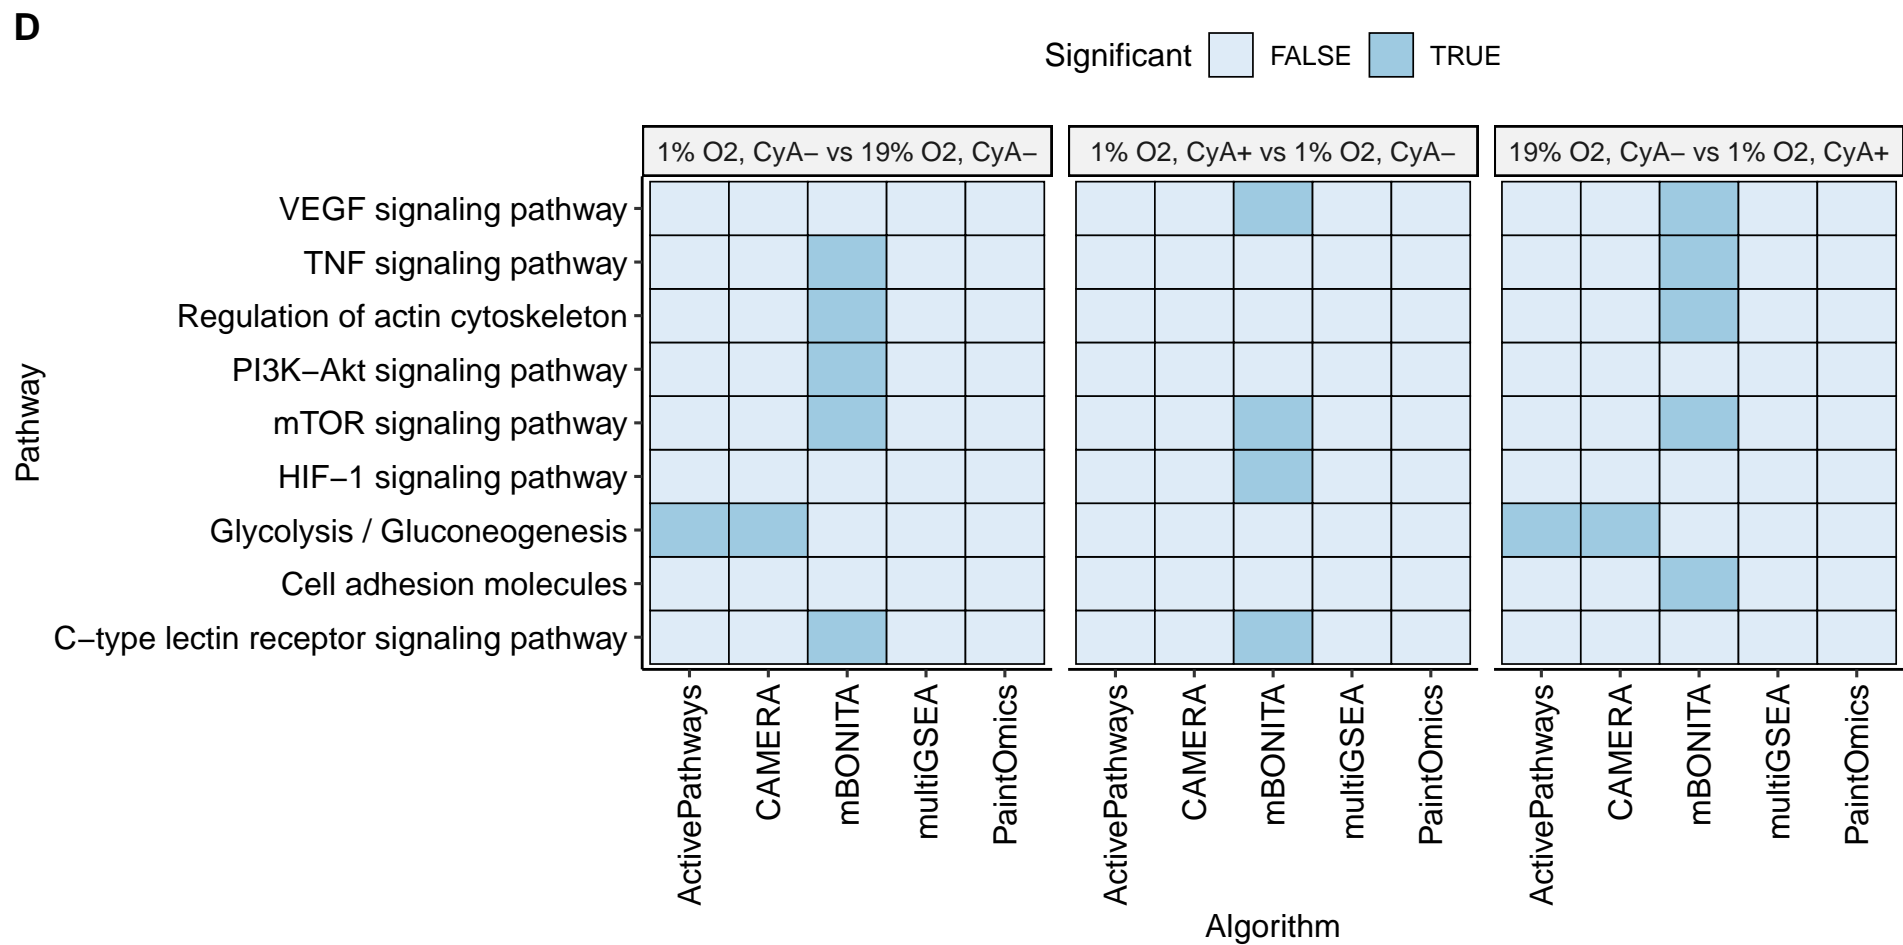 D
Significant FALSE TRUE
1% O2, CyA− vs 19% O2, CyA−
1% O2, CyA+ vs 1% O2, CyA−
19% O2, CyA− vs 1% O2, CyA+
Pathway
VEGF signaling pathway
TNF signaling pathway
Regulation of actin cytoskeleton
PI3K−Akt signaling pathway
mTOR signaling pathway
HIF−1 signaling pathway
Glycolysis / Gluconeogenesis
Cell adhesion molecules
C−type lectin receptor signaling pathway
ActivePathways
CAMERA
mBONITA
multiGSEA
PaintOmics
ActivePathways
CAMERA
mBONITA
multiGSEA
PaintOmics
ActivePathways
CAMERA
mBONITA
multiGSEA
PaintOmics
Algorithm